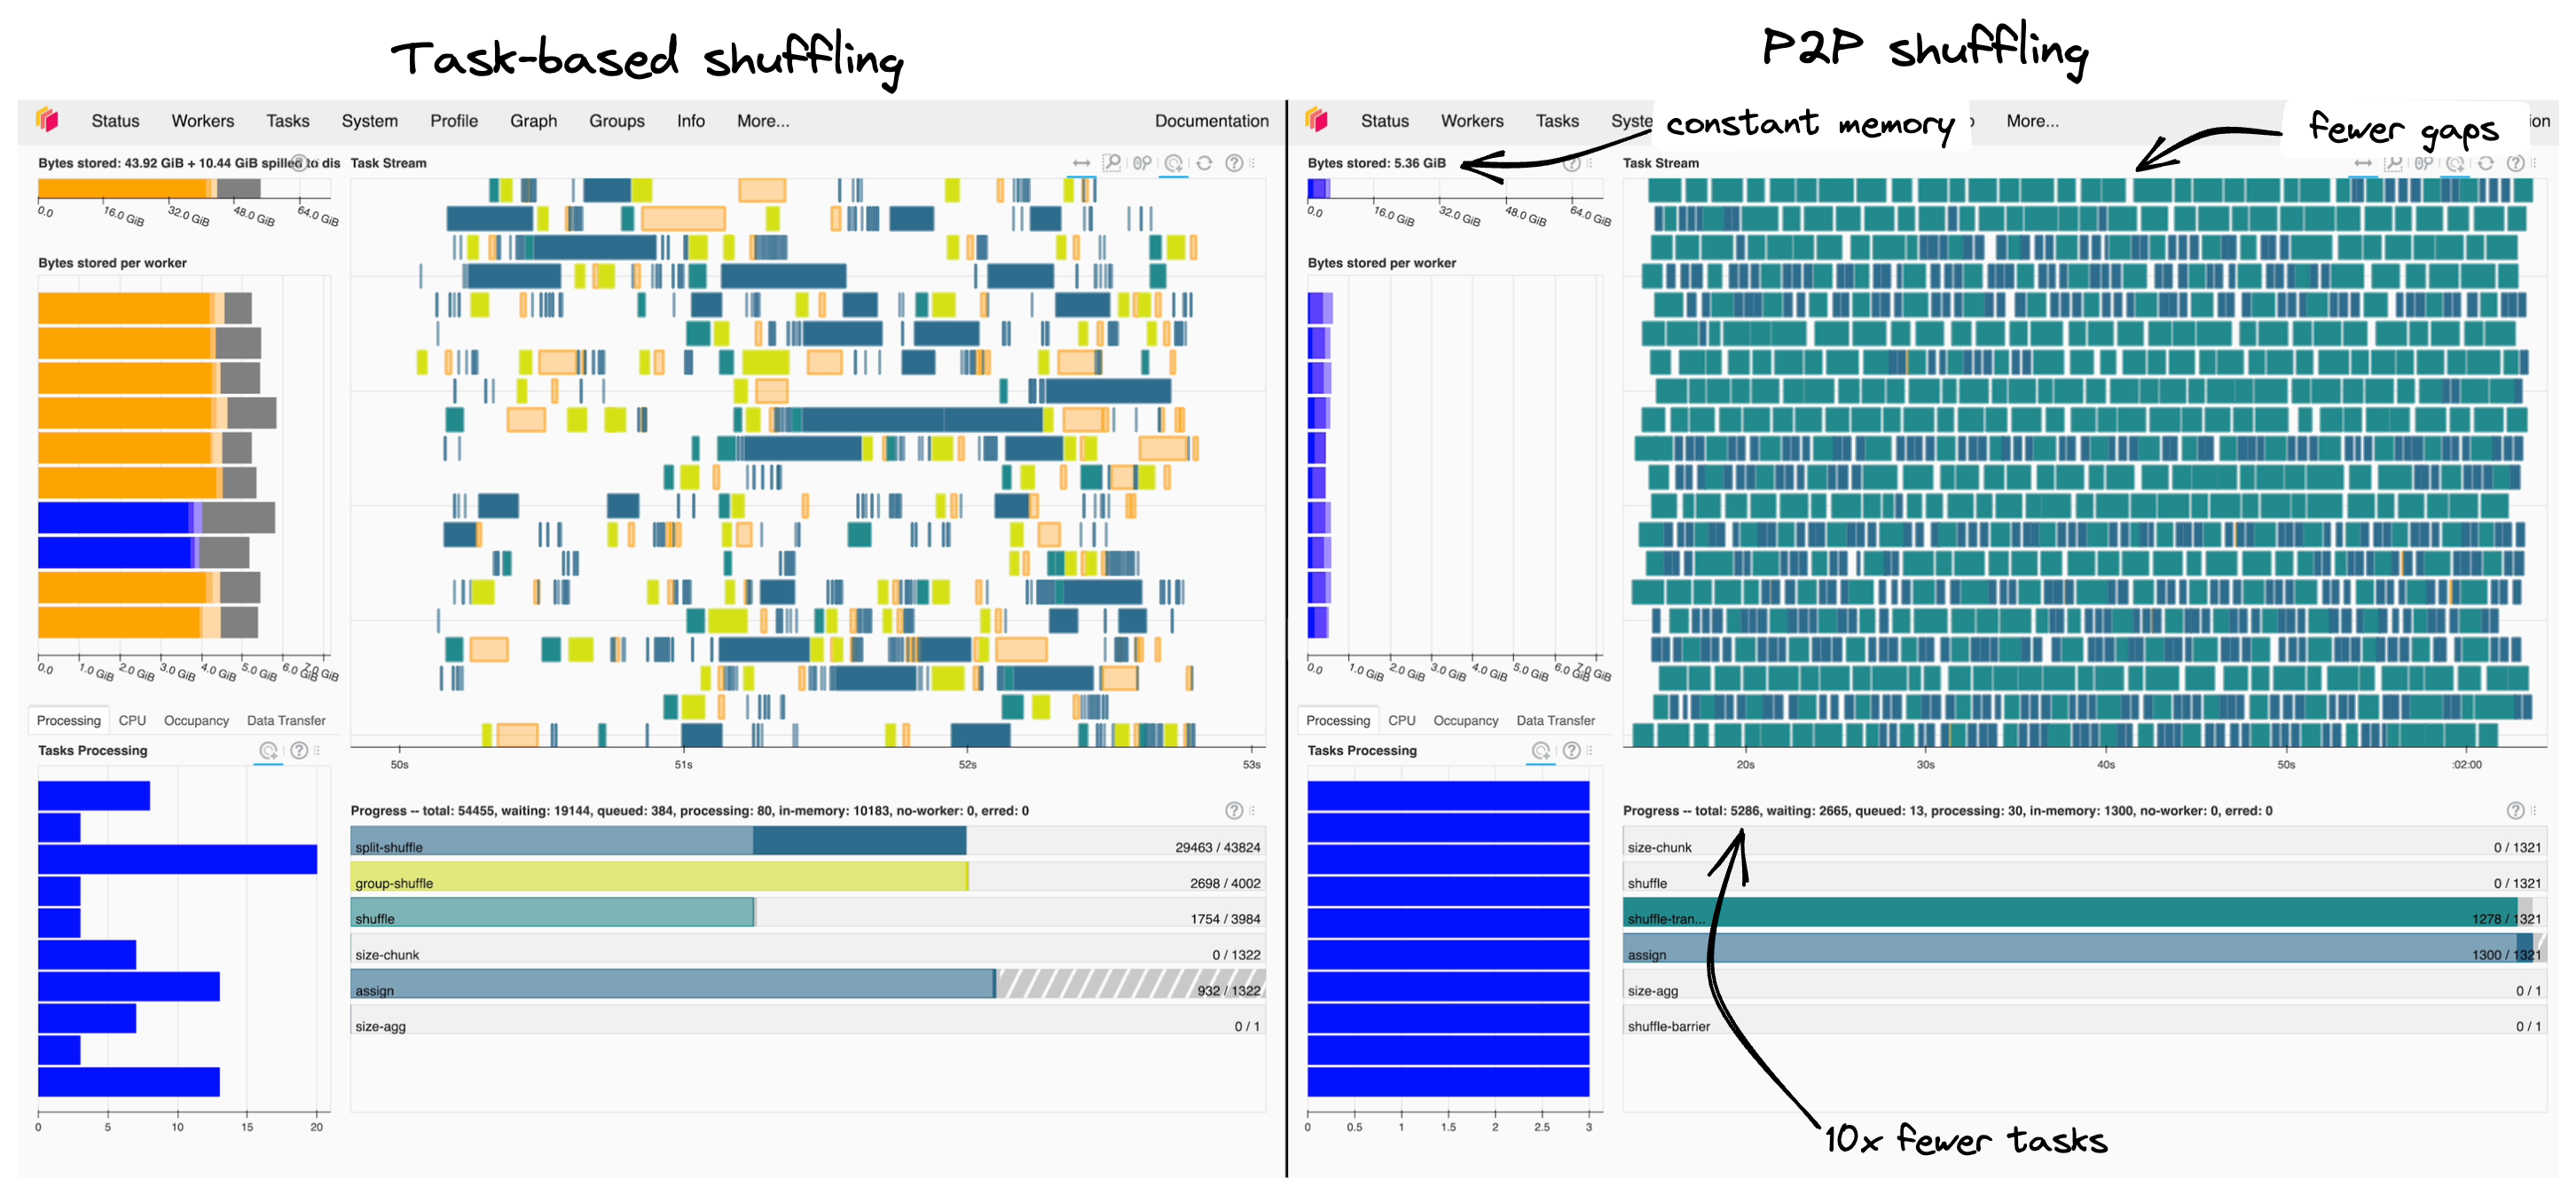 Task-based shuffling
P2P shuffling
Status Workers Tasks System Profile Graph Groups Info More... Documentation
Bytes stored: 43.92 GiB + 10.44 GiB spilled to dis
0.0 16.0 GiB 32.0 GiB 48.0 GiB 64.0 GiB
Bytes stored per worker
0.0 1.0 GiB 2.0 GiB 3.0 GiB 4.0 GiB 5.0 GiB 6.0 GiB 7.0 GiB
Processing CPU Occupancy Data Transfer
Tasks Processing
0 5 10 15 20
Task Stream
50s 51s 52s 53s
Progress -- total: 54455, waiting: 19144, queued: 384, processing: 80, in-memory: 10183, no-worker: 0, erred: 0
split-shuffle 29463 / 43824
group-shuffle 2698 / 4002
shuffle 1754 / 3984
size-chunk 0 / 1322
assign 932 / 1322
size-agg 0 / 1
Status Workers Tasks Syste More... ion
constant memory
fewer gaps
Bytes stored: 5.36 GiB
0.0 16.0 GiB 32.0 GiB 48.0 GiB 64.0 GiB
Bytes stored per worker
0.0 1.0 GiB 2.0 GiB 3.0 GiB 4.0 GiB 5.0 GiB 6.0 GiB 7.0 GiB
Processing CPU Occupancy Data Transfer
Tasks Processing
0 0.5 1 1.5 2 2.5 3
Task Stream
20s 30s 40s 50s :02:00
Progress -- total: 5286, waiting: 2665, queued: 13, processing: 30, in-memory: 1300, no-worker: 0, erred: 0
size-chunk 0 / 1321
shuffle 0 / 1321
shuffle-tran... 1278 / 1321
assign 1300 / 1321
size-agg 0 / 1
shuffle-barrier 0 / 1
10x fewer tasks